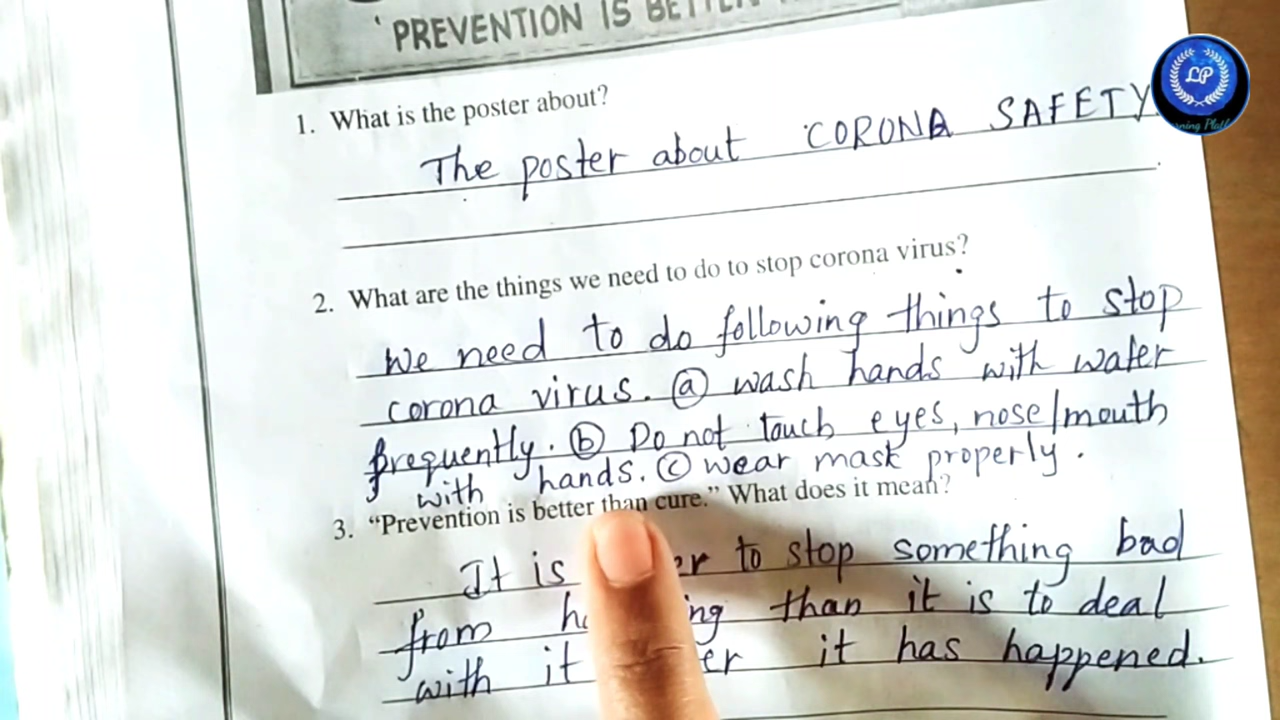 ' PREVENTION IS BETTER
1. What is the poster about?
The poster about CORONA SAFETY.
2. What are the things we need to do to stop corona virus?
We need to do following things to stop
corona virus. ⓐ wash hands with water
frequently. ⓑ Do not touch eyes, nose/mouth
with hands. ⓒ wear mask properly.
3. "Prevention is better than cure." What does it mean?
It is to stop something bad
from than it is to deal
with it it has happened.
LP